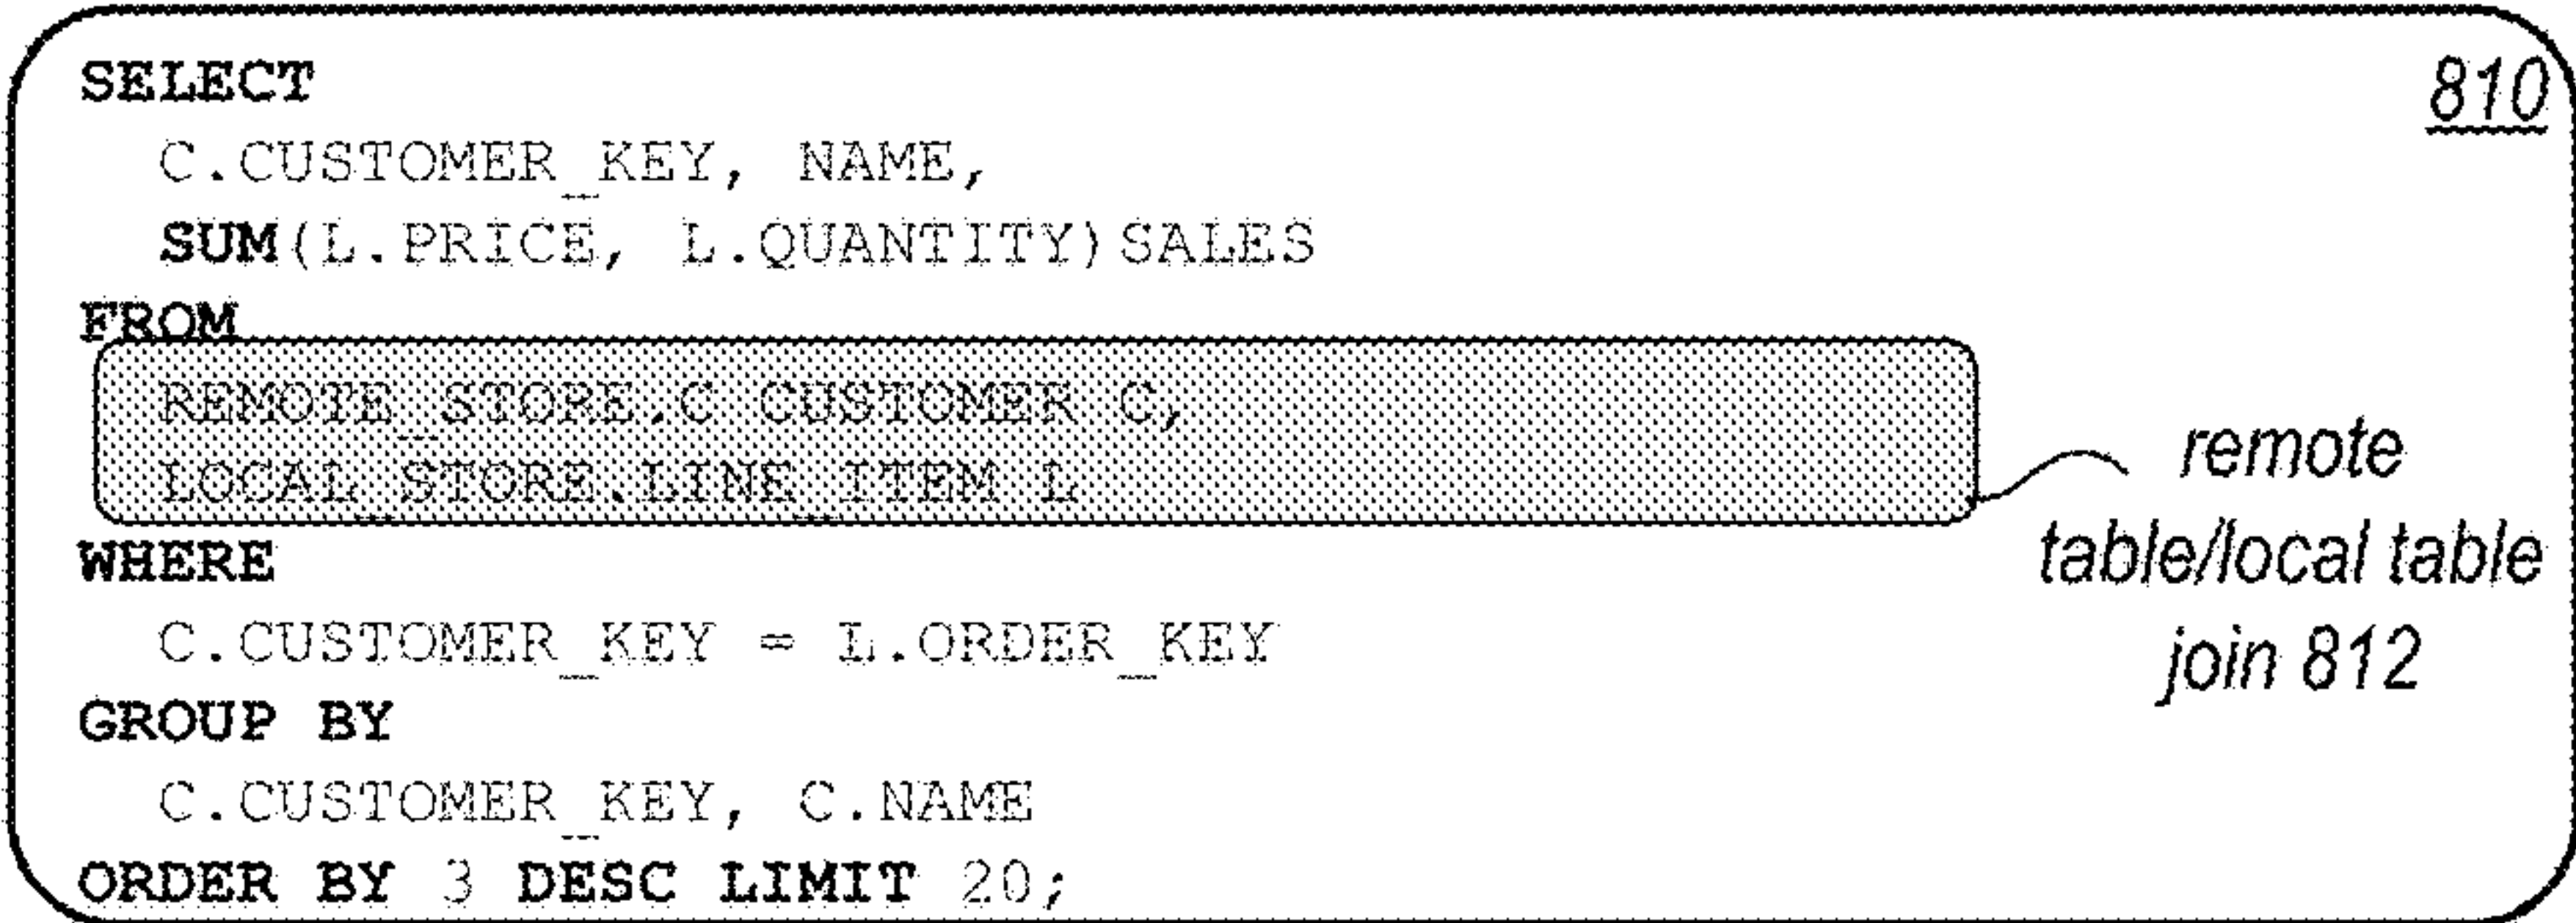 SELECT
810
C.CUSTOMER_KEY, NAME,
SUM(L.PRICE, L.QUANTITY)SALES
FROM
REMOTE_STORE.C CUSTOMER C,
LOCAL_STORE.LINE_ITEM L
remote
table/local table
join 812
WHERE
C.CUSTOMER_KEY = L.ORDER_KEY
GROUP BY
C.CUSTOMER_KEY, C.NAME
ORDER BY 3 DESC LIMIT 20;